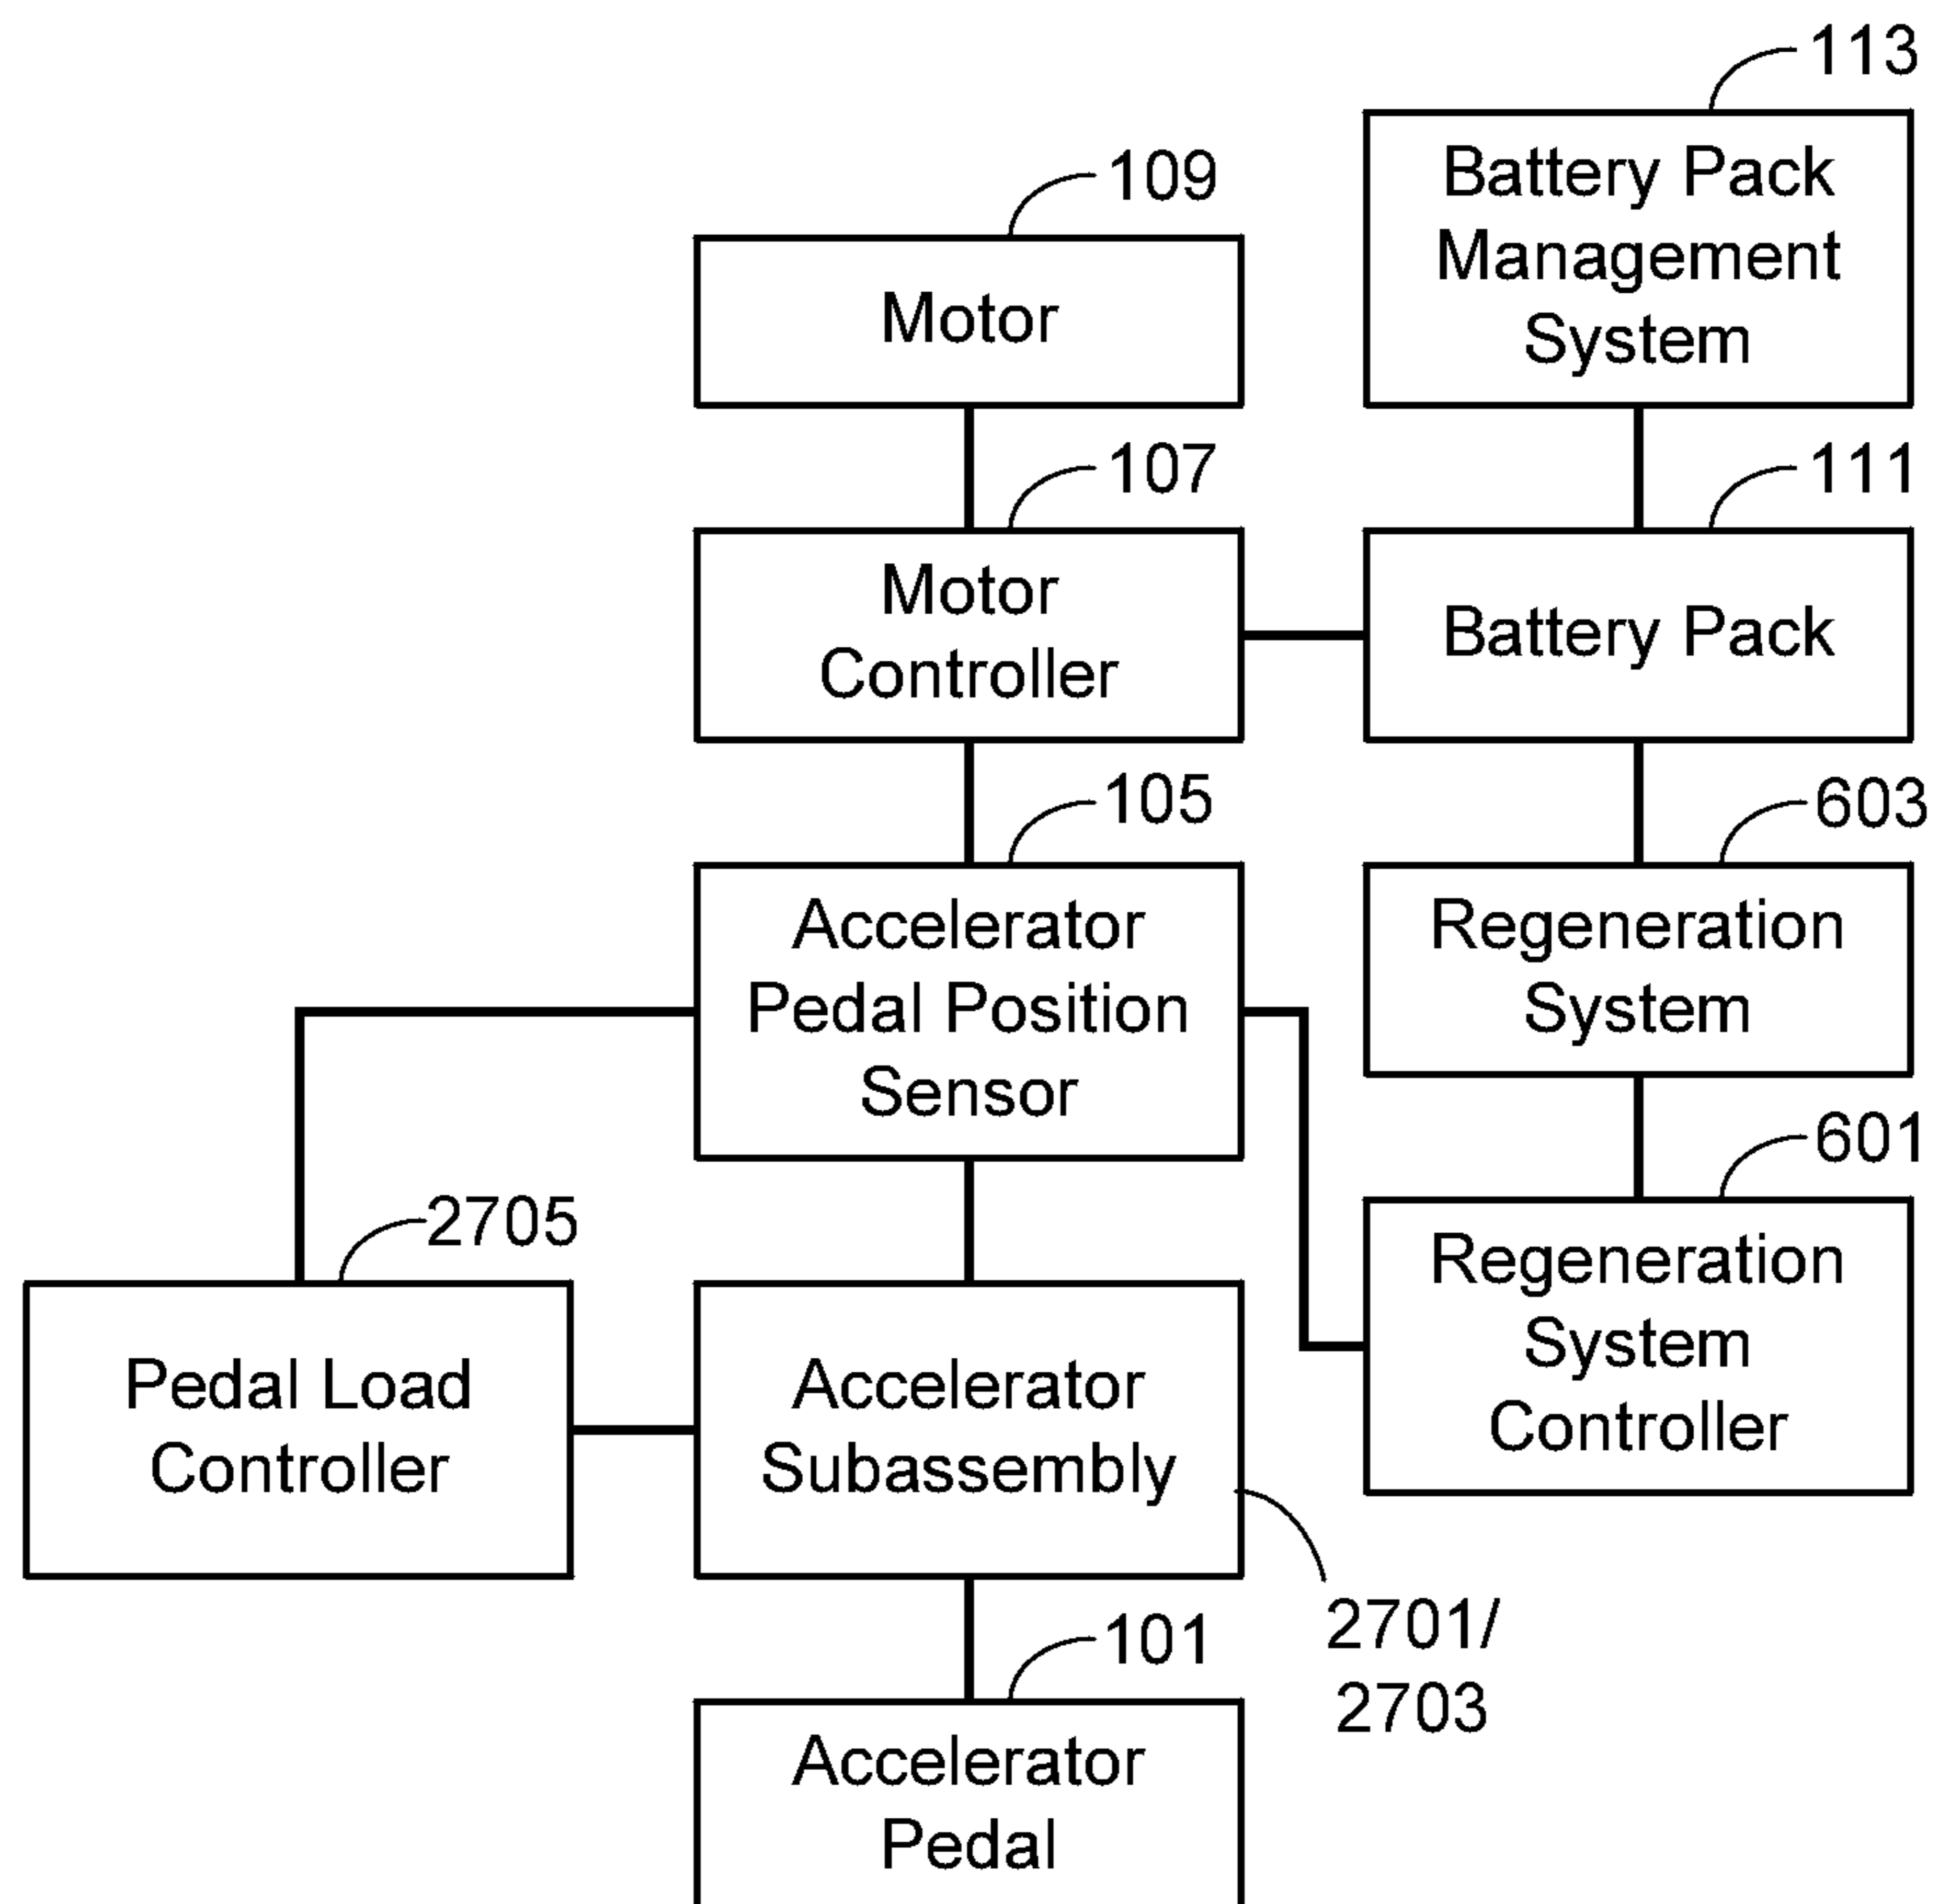 113
Battery Pack
Management
System
109
Motor
107
Motor
Controller
111
Battery Pack
105
Accelerator
Pedal Position
Sensor
603
Regeneration
System
601
Regeneration
System
Controller
2705
Pedal Load
Controller
Accelerator
Subassembly
2701/
2703
101
Accelerator
Pedal